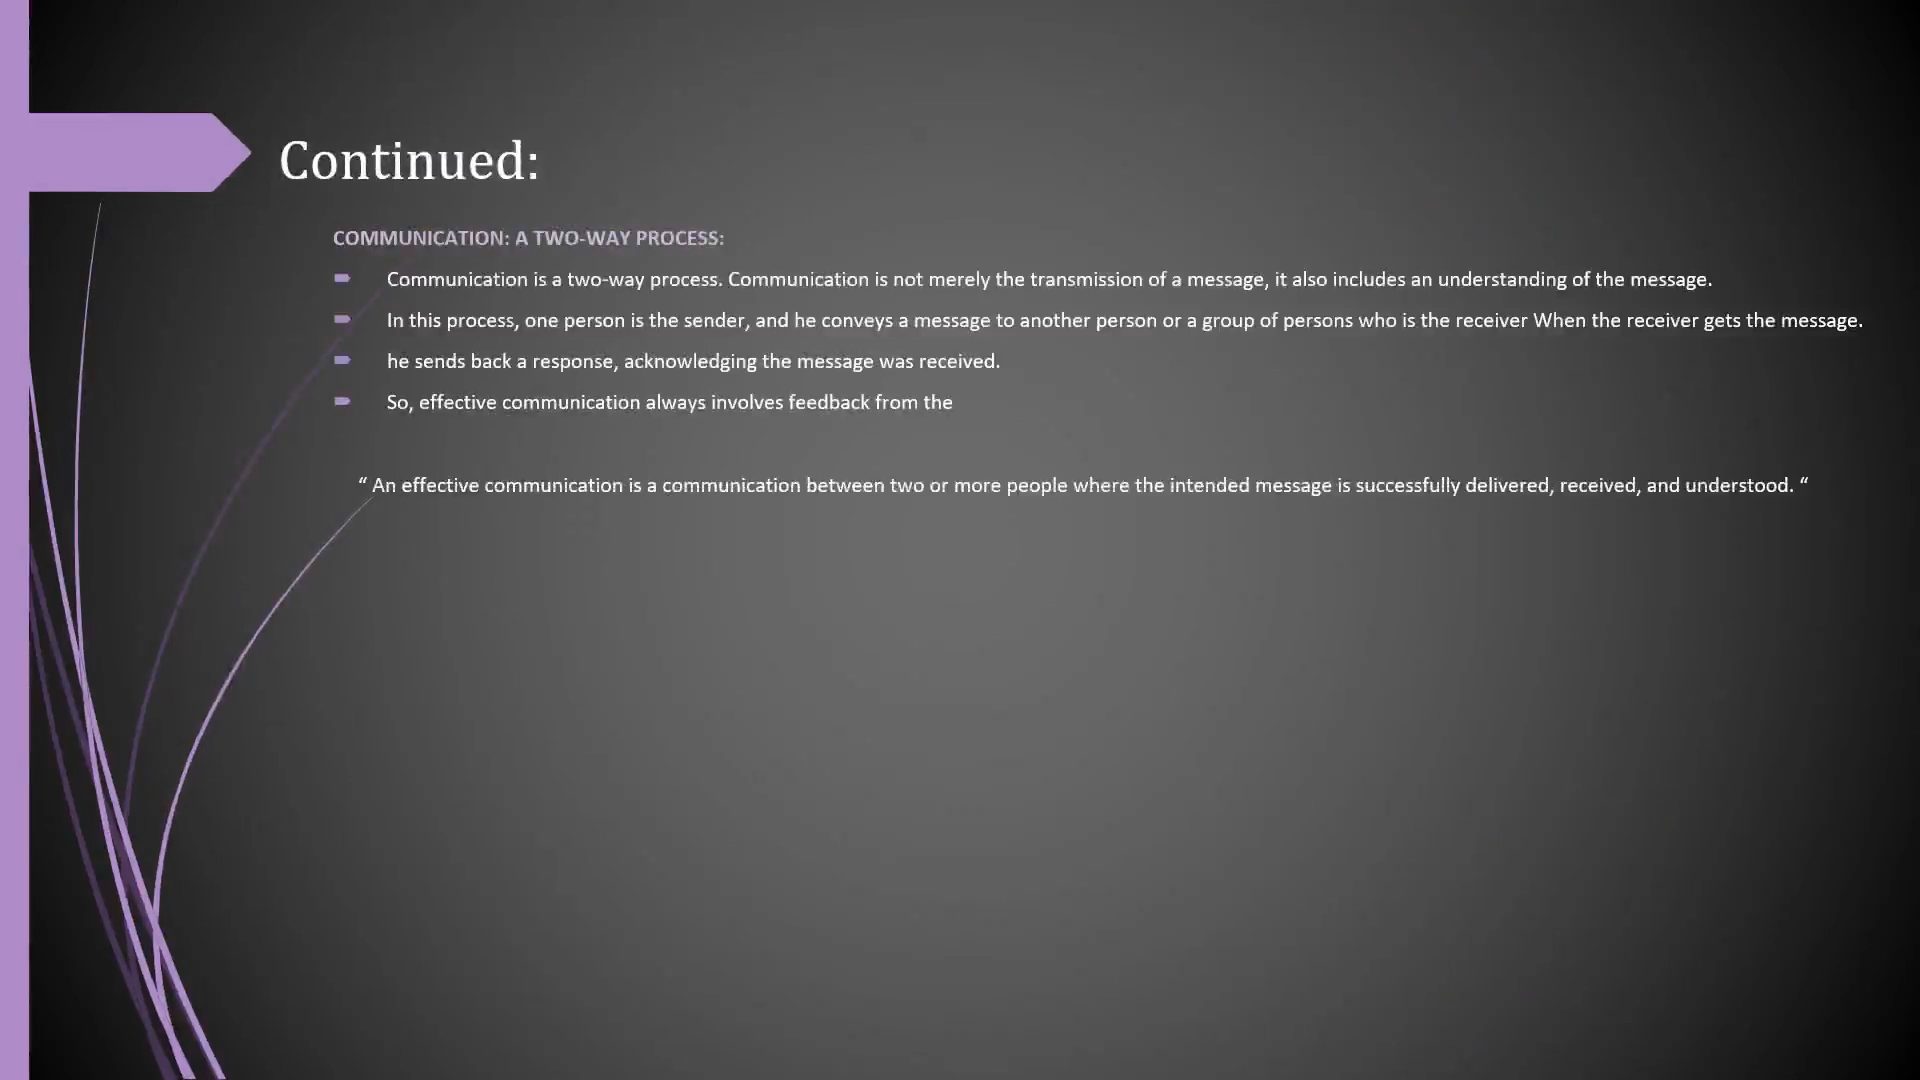 Continued:
COMMUNICATION: A TWO-WAY PROCESS:
Communication is a two-way process. Communication is not merely the transmission of a message, it also includes an understanding of the message.
In this process, one person is the sender, and he conveys a message to another person or a group of persons who is the receiver When the receiver gets the message.
he sends back a response, acknowledging the message was received.
So, effective communication always involves feedback from the
“ An effective communication is a communication between two or more people where the intended message is successfully delivered, received, and understood. “